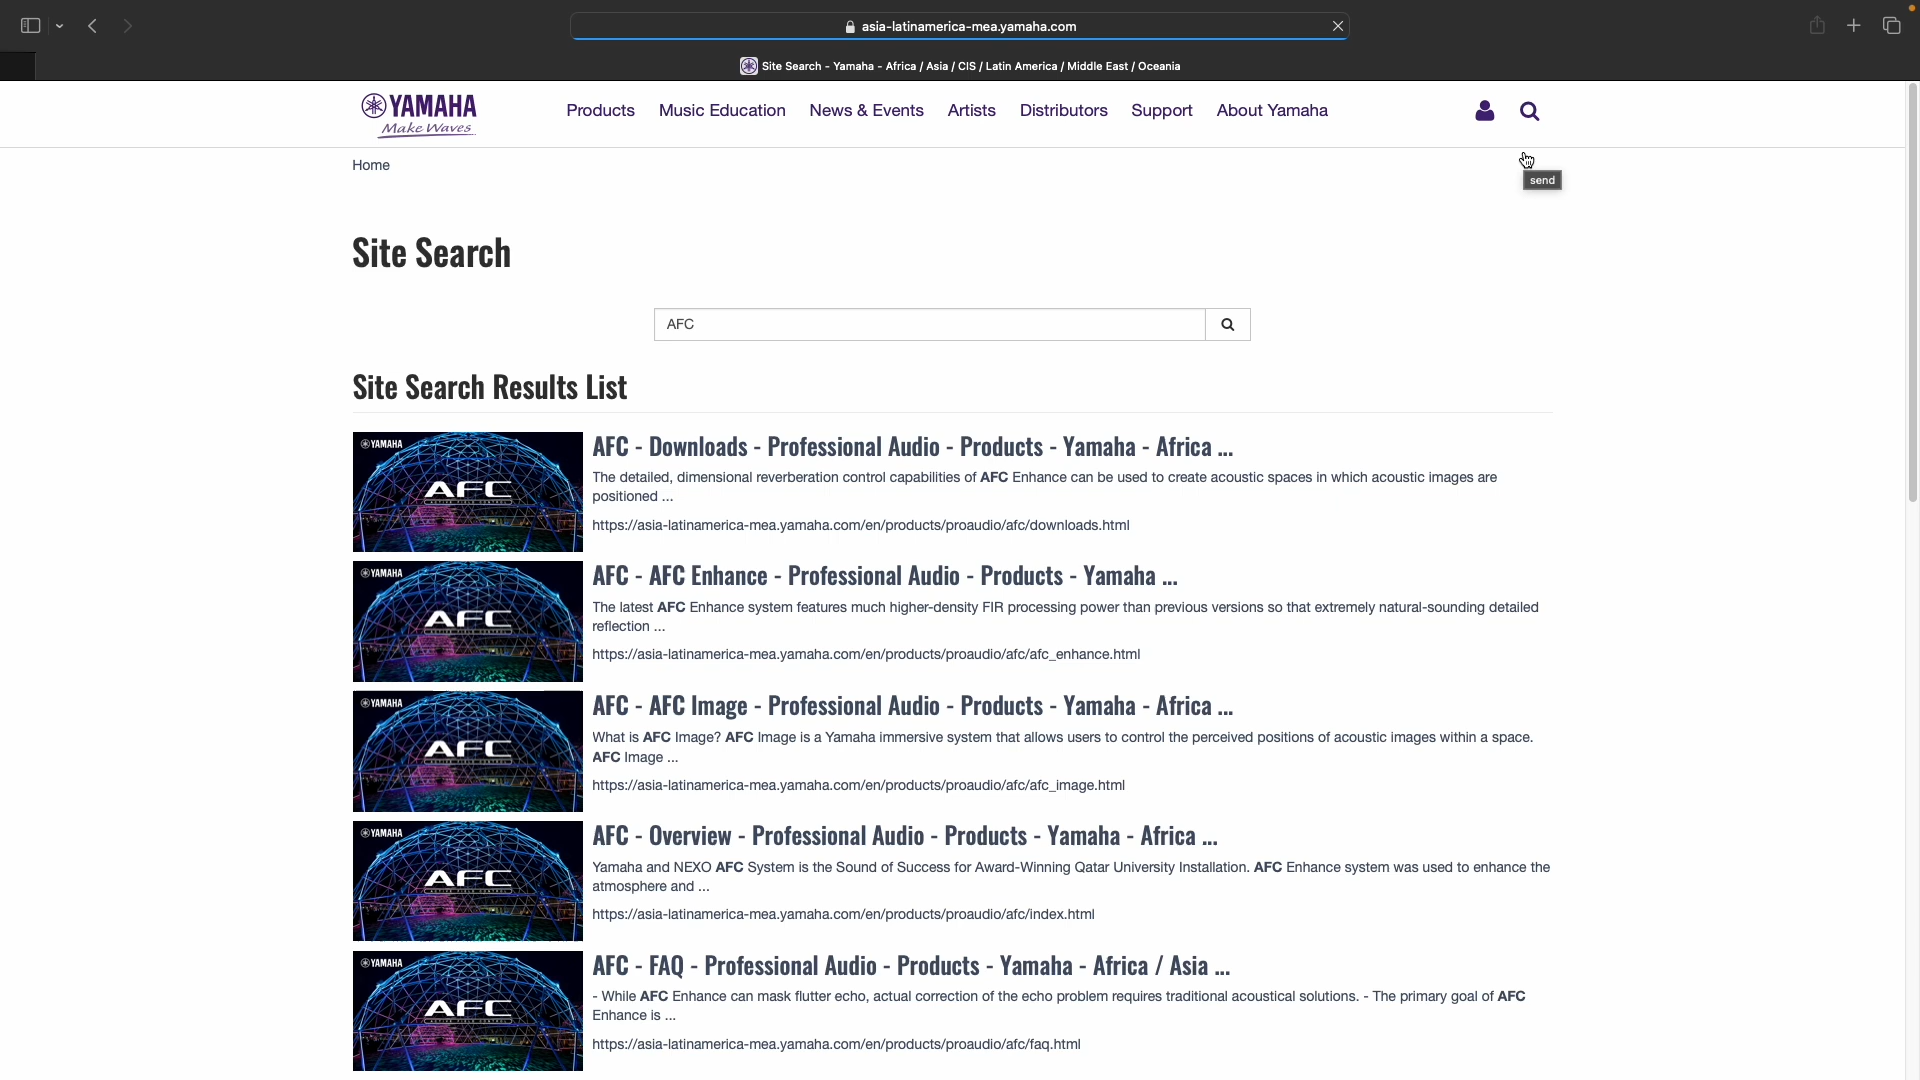 asia-latinamerica-mea.yamaha.com
Site Search - Yamaha - Africa / Asia / CIS / Latin America / Middle East / Oceania
YAMAHA
Make Waves
Products
Music Education
News & Events
Artists
Distributors
Support
About Yamaha
Home
send
Site Search
AFC
Site Search Results List
YAMAHA
AFC
AFC - Downloads - Professional Audio - Products - Yamaha - Africa ...
The detailed, dimensional reverberation control capabilities of AFC Enhance can be used to create acoustic spaces in which acoustic images are
positioned ...
https://asia-latinamerica-mea.yamaha.com/en/products/proaudio/afc/downloads.html
YAMAHA
AFC
AFC - AFC Enhance - Professional Audio - Products - Yamaha ...
The latest AFC Enhance system features much higher-density FIR processing power than previous versions so that extremely natural-sounding detailed
reflection ...
https://asia-latinamerica-mea.yamaha.com/en/products/proaudio/afc/afc_enhance.html
YAMAHA
AFC
AFC - AFC Image - Professional Audio - Products - Yamaha - Africa ...
What is AFC Image? AFC Image is a Yamaha immersive system that allows users to control the perceived positions of acoustic images within a space.
AFC Image ...
https://asia-latinamerica-mea.yamaha.com/en/products/proaudio/afc/afc_image.html
YAMAHA
AFC
AFC - Overview - Professional Audio - Products - Yamaha - Africa ...
Yamaha and NEXO AFC System is the Sound of Success for Award-Winning Qatar University Installation. AFC Enhance system was used to enhance the
atmosphere and ...
https://asia-latinamerica-mea.yamaha.com/en/products/proaudio/afc/index.html
YAMAHA
AFC
AFC - FAQ - Professional Audio - Products - Yamaha - Africa / Asia ...
- While AFC Enhance can mask flutter echo, actual correction of the echo problem requires traditional acoustical solutions. - The primary goal of AFC
Enhance is ...
https://asia-latinamerica-mea.yamaha.com/en/products/proaudio/afc/faq.html